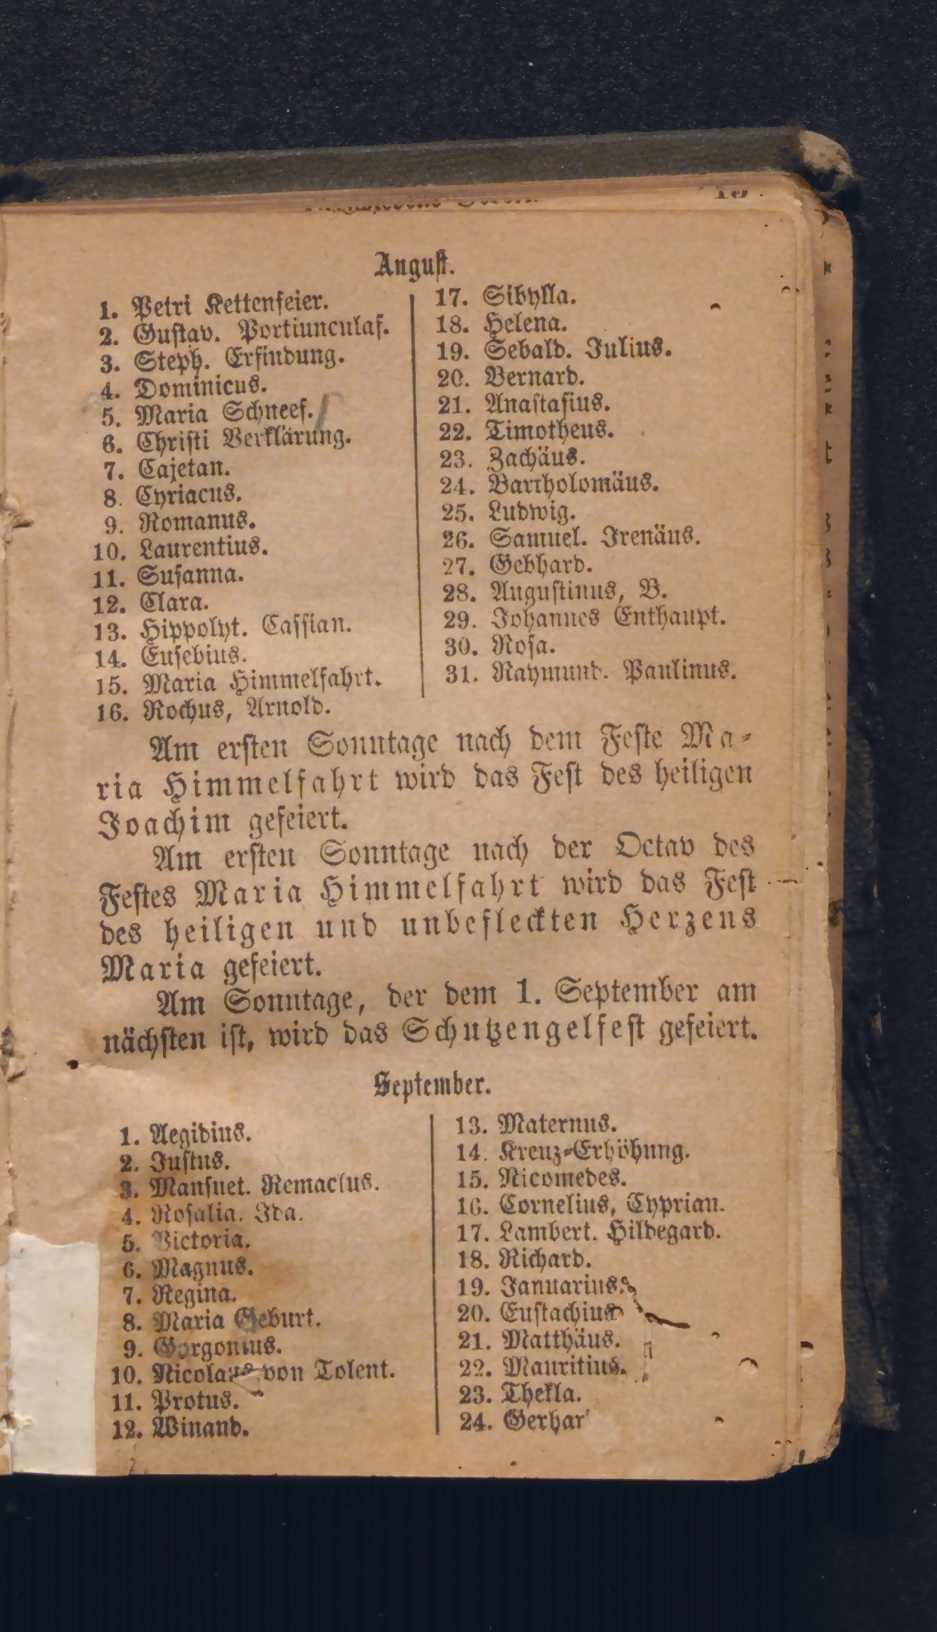 August.
1. Petri Kettenfeier.
2. Gustav. Portiunculaf.
3. Steph. Erfindung.
4. Dominicus.
5. Maria Schneef.
6. Christi Verklärung.
7. Cajetan.
8. Cyriacus.
9. Romanus.
10. Laurentius.
11. Susanna.
12. Clara.
13. Hippolyt. Cassian.
14. Eusebius.
15. Maria Himmelfahrt.
16. Rochus, Arnold.
17. Sibylla.
18. Helena.
19. Sebald. Julius.
20. Bernard.
21. Anastasius.
22. Timotheus.
23. Zachäus.
24. Bartholomäus.
25. Ludwig.
26. Samuel. Irenäus.
27. Gebhard.
28. Augustinus, B.
29. Johannes Enthaupt.
30. Rosa.
31. Raymund. Paulinus.
Am ersten Sonntage nach dem Feste Ma-
ria Himmelfahrt wird das Fest des heiligen
Joachim gefeiert.
Am ersten Sonntage nach der Octav des
Festes Maria Himmelfahrt wird das Fest
des heiligen und unbefleckten Herzens
Maria gefeiert.
Am Sonntage, der dem 1. September am
nächsten ist, wird das Schutzengelfest gefeiert.
September.
1. Aegidius.
2. Justus.
3. Mansuet. Remaclus.
4. Rosalia. Ida.
5. Victoria.
6. Magnus.
7. Regina.
8. Maria Geburt.
9. Gorgonius.
10. Nicolaus von Tolent.
11. Protus.
12. Winand.
13. Maternus.
14. Kreuz-Erhöhung.
15. Nicomedes.
16. Cornelius, Cyprian.
17. Lambert. Hildegard.
18. Richard.
19. Januarius.
20. Eustachius
21. Matthäus.
22. Mauritius.
23. Thekla.
24. Gerhar